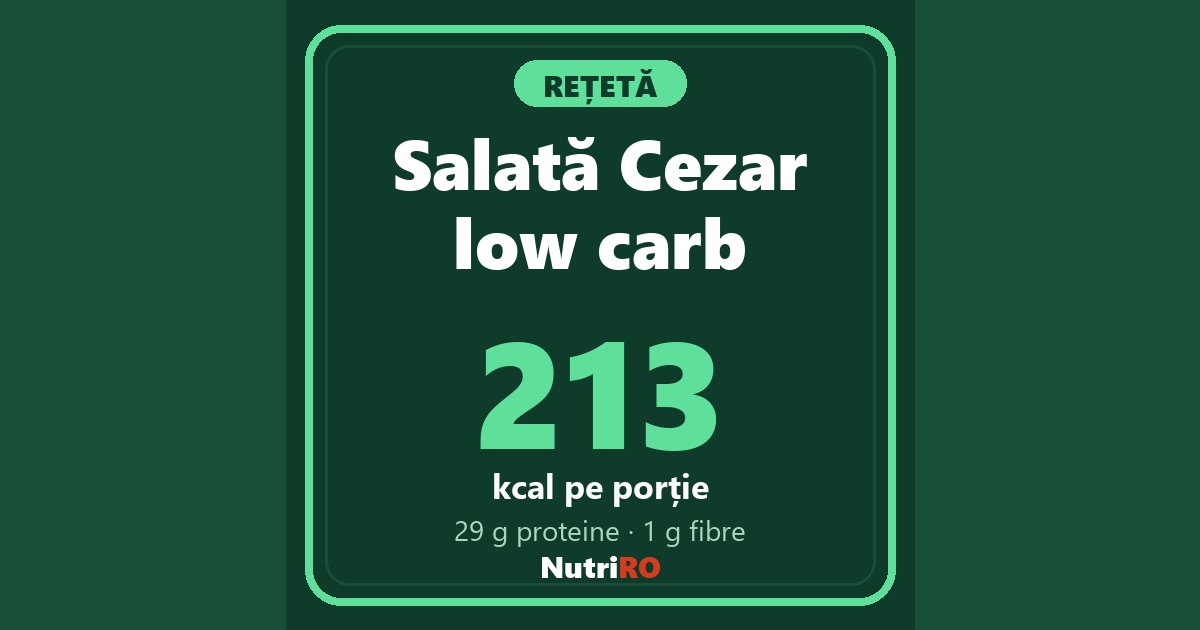 REȚETĂ
Salată Cezar
low carb
213
kcal pe porție
29 g proteine · 1 g fibre
NutriRO